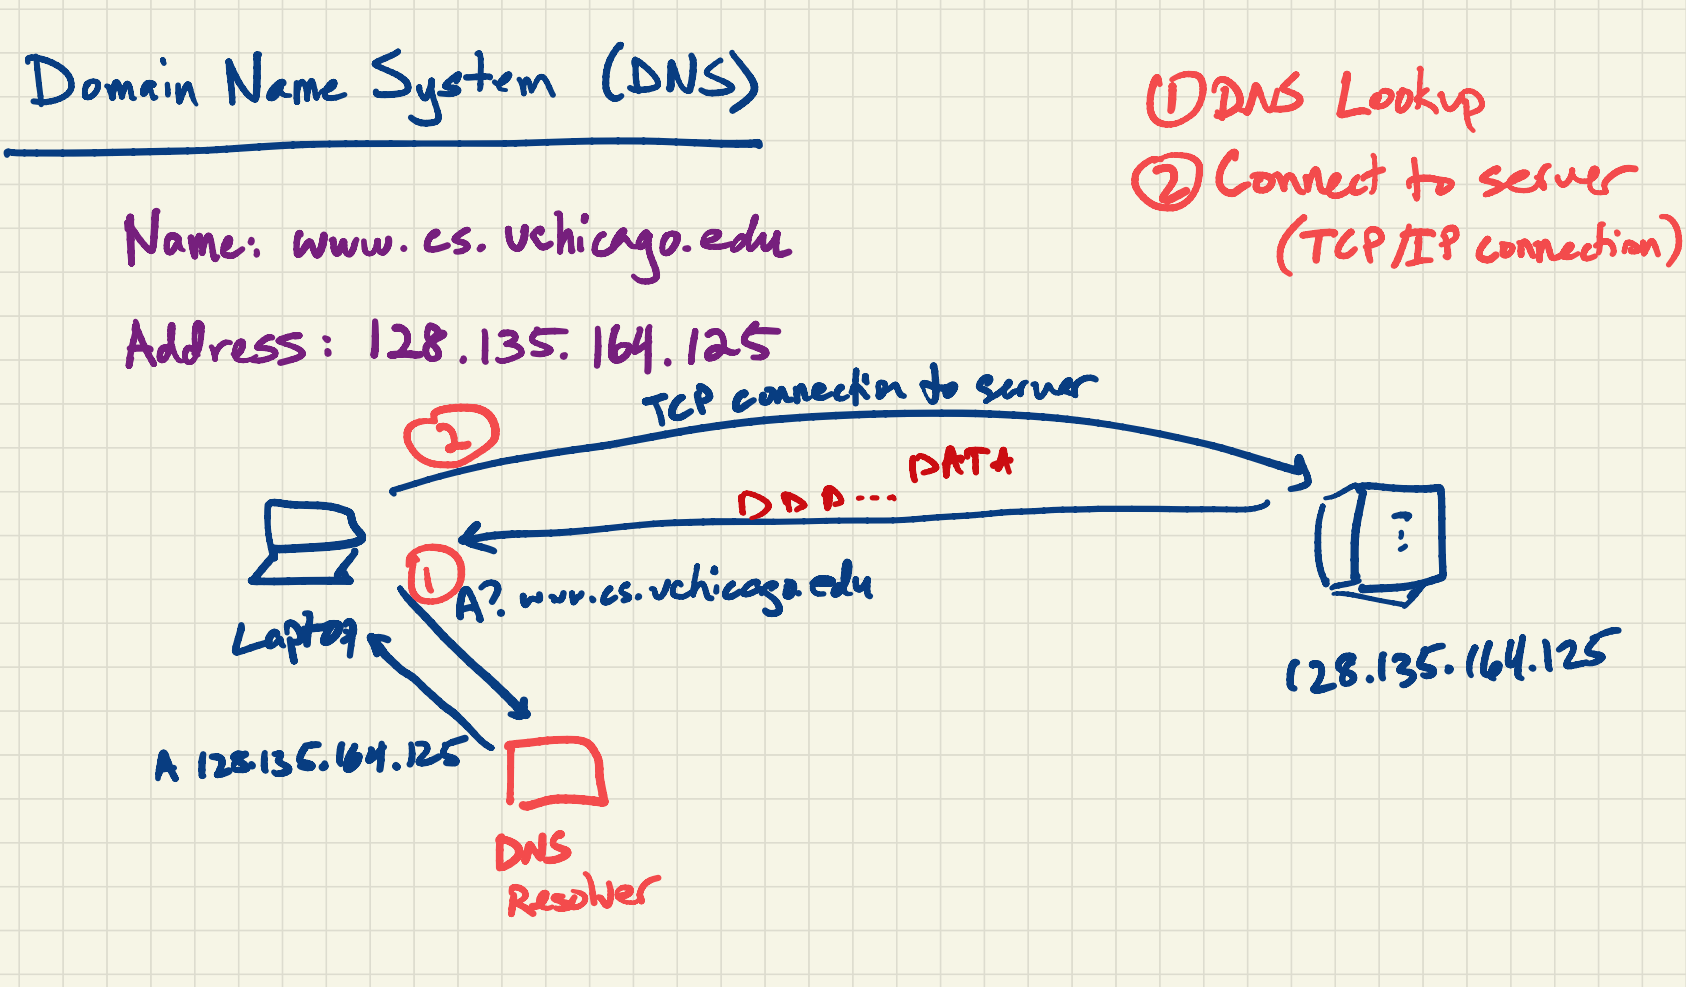 Domain Name System (DNS)
① DNS Lookup
② Connect to server
(TCP/IP connection)
Name: www.cs.uchicago.edu
Address: 128.135.164.125
TCP connection to server
②
DATA
D D D ....
①
A? www.cs.uchicago.edu
Laptop
128.135.164.125
A 128.135.164.125
DNS
Resolver